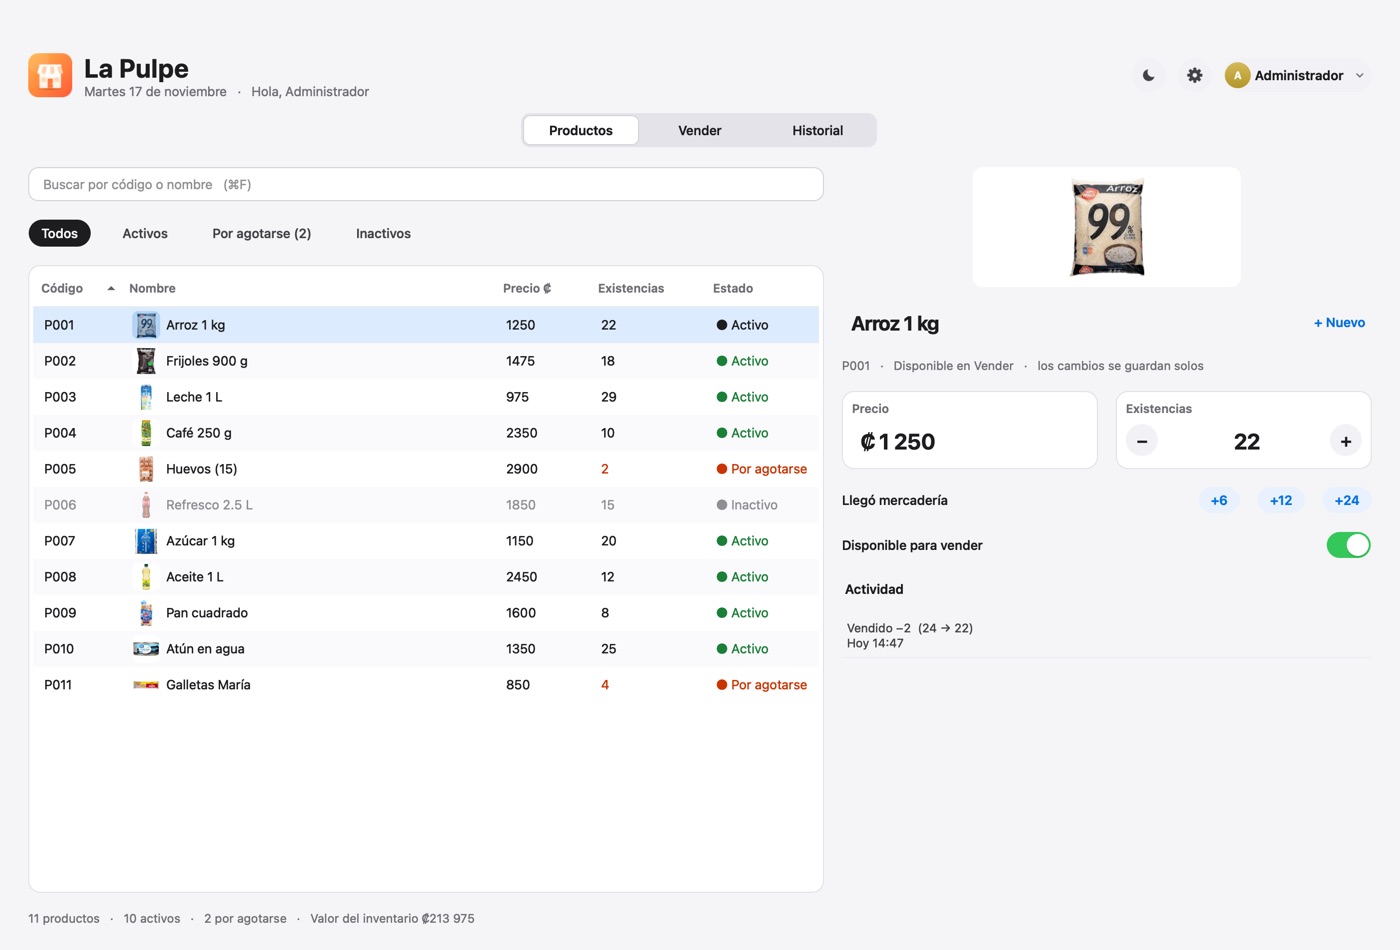 La Pulpe
Martes 17 de noviembre · Hola, Administrador
A Administrador
Productos Vender Historial
Buscar por código o nombre (⌘F)
Todos Activos Por agotarse (2) Inactivos
Código Nombre Precio ₡ Existencias Estado
P001 Arroz 1 kg 1250 22 Activo
P002 Frijoles 900 g 1475 18 Activo
P003 Leche 1 L 975 29 Activo
P004 Café 250 g 2350 10 Activo
P005 Huevos (15) 2900 2 Por agotarse
P006 Refresco 2.5 L 1850 15 Inactivo
P007 Azúcar 1 kg 1150 20 Activo
P008 Aceite 1 L 2450 12 Activo
P009 Pan cuadrado 1600 8 Activo
P010 Atún en agua 1350 25 Activo
P011 Galletas María 850 4 Por agotarse
11 productos · 10 activos · 2 por agotarse · Valor del inventario ₡213 975
Arroz
99%
Arroz 1 kg
+ Nuevo
P001 · Disponible en Vender · los cambios se guardan solos
Precio
₡ 1 250
Existencias
− 22 +
Llegó mercadería +6 +12 +24
Disponible para vender
Actividad
Vendido −2 (24 → 22)
Hoy 14:47